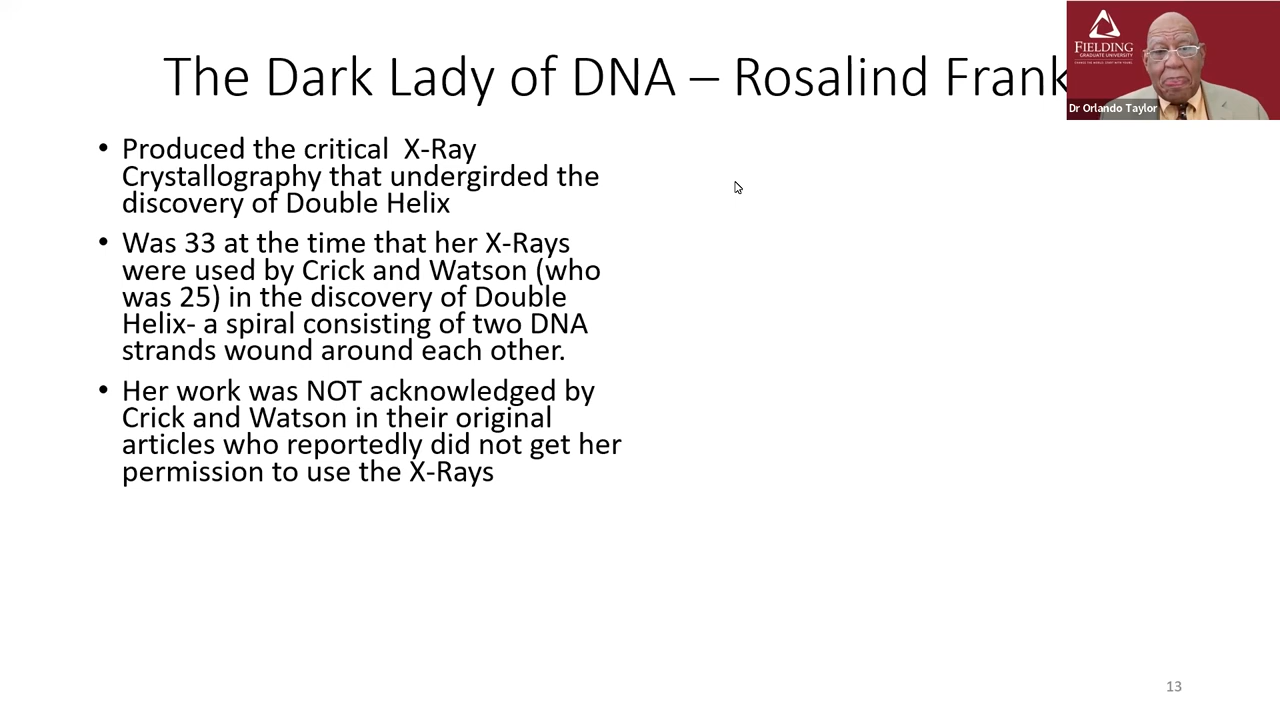 The Dark Lady of DNA – Rosalind Frank
FIELDING
GRADUATE UNIVERSITY
Dr Orlando Taylor
• Produced the critical  X-Ray
Crystallography that undergirded the
discovery of Double Helix
• Was 33 at the time that her X-Rays
were used by Crick and Watson (who
was 25) in the discovery of Double
Helix- a spiral consisting of two DNA
strands wound around each other.
• Her work was NOT acknowledged by
Crick and Watson in their original
articles who reportedly did not get her
permission to use the X-Rays
13